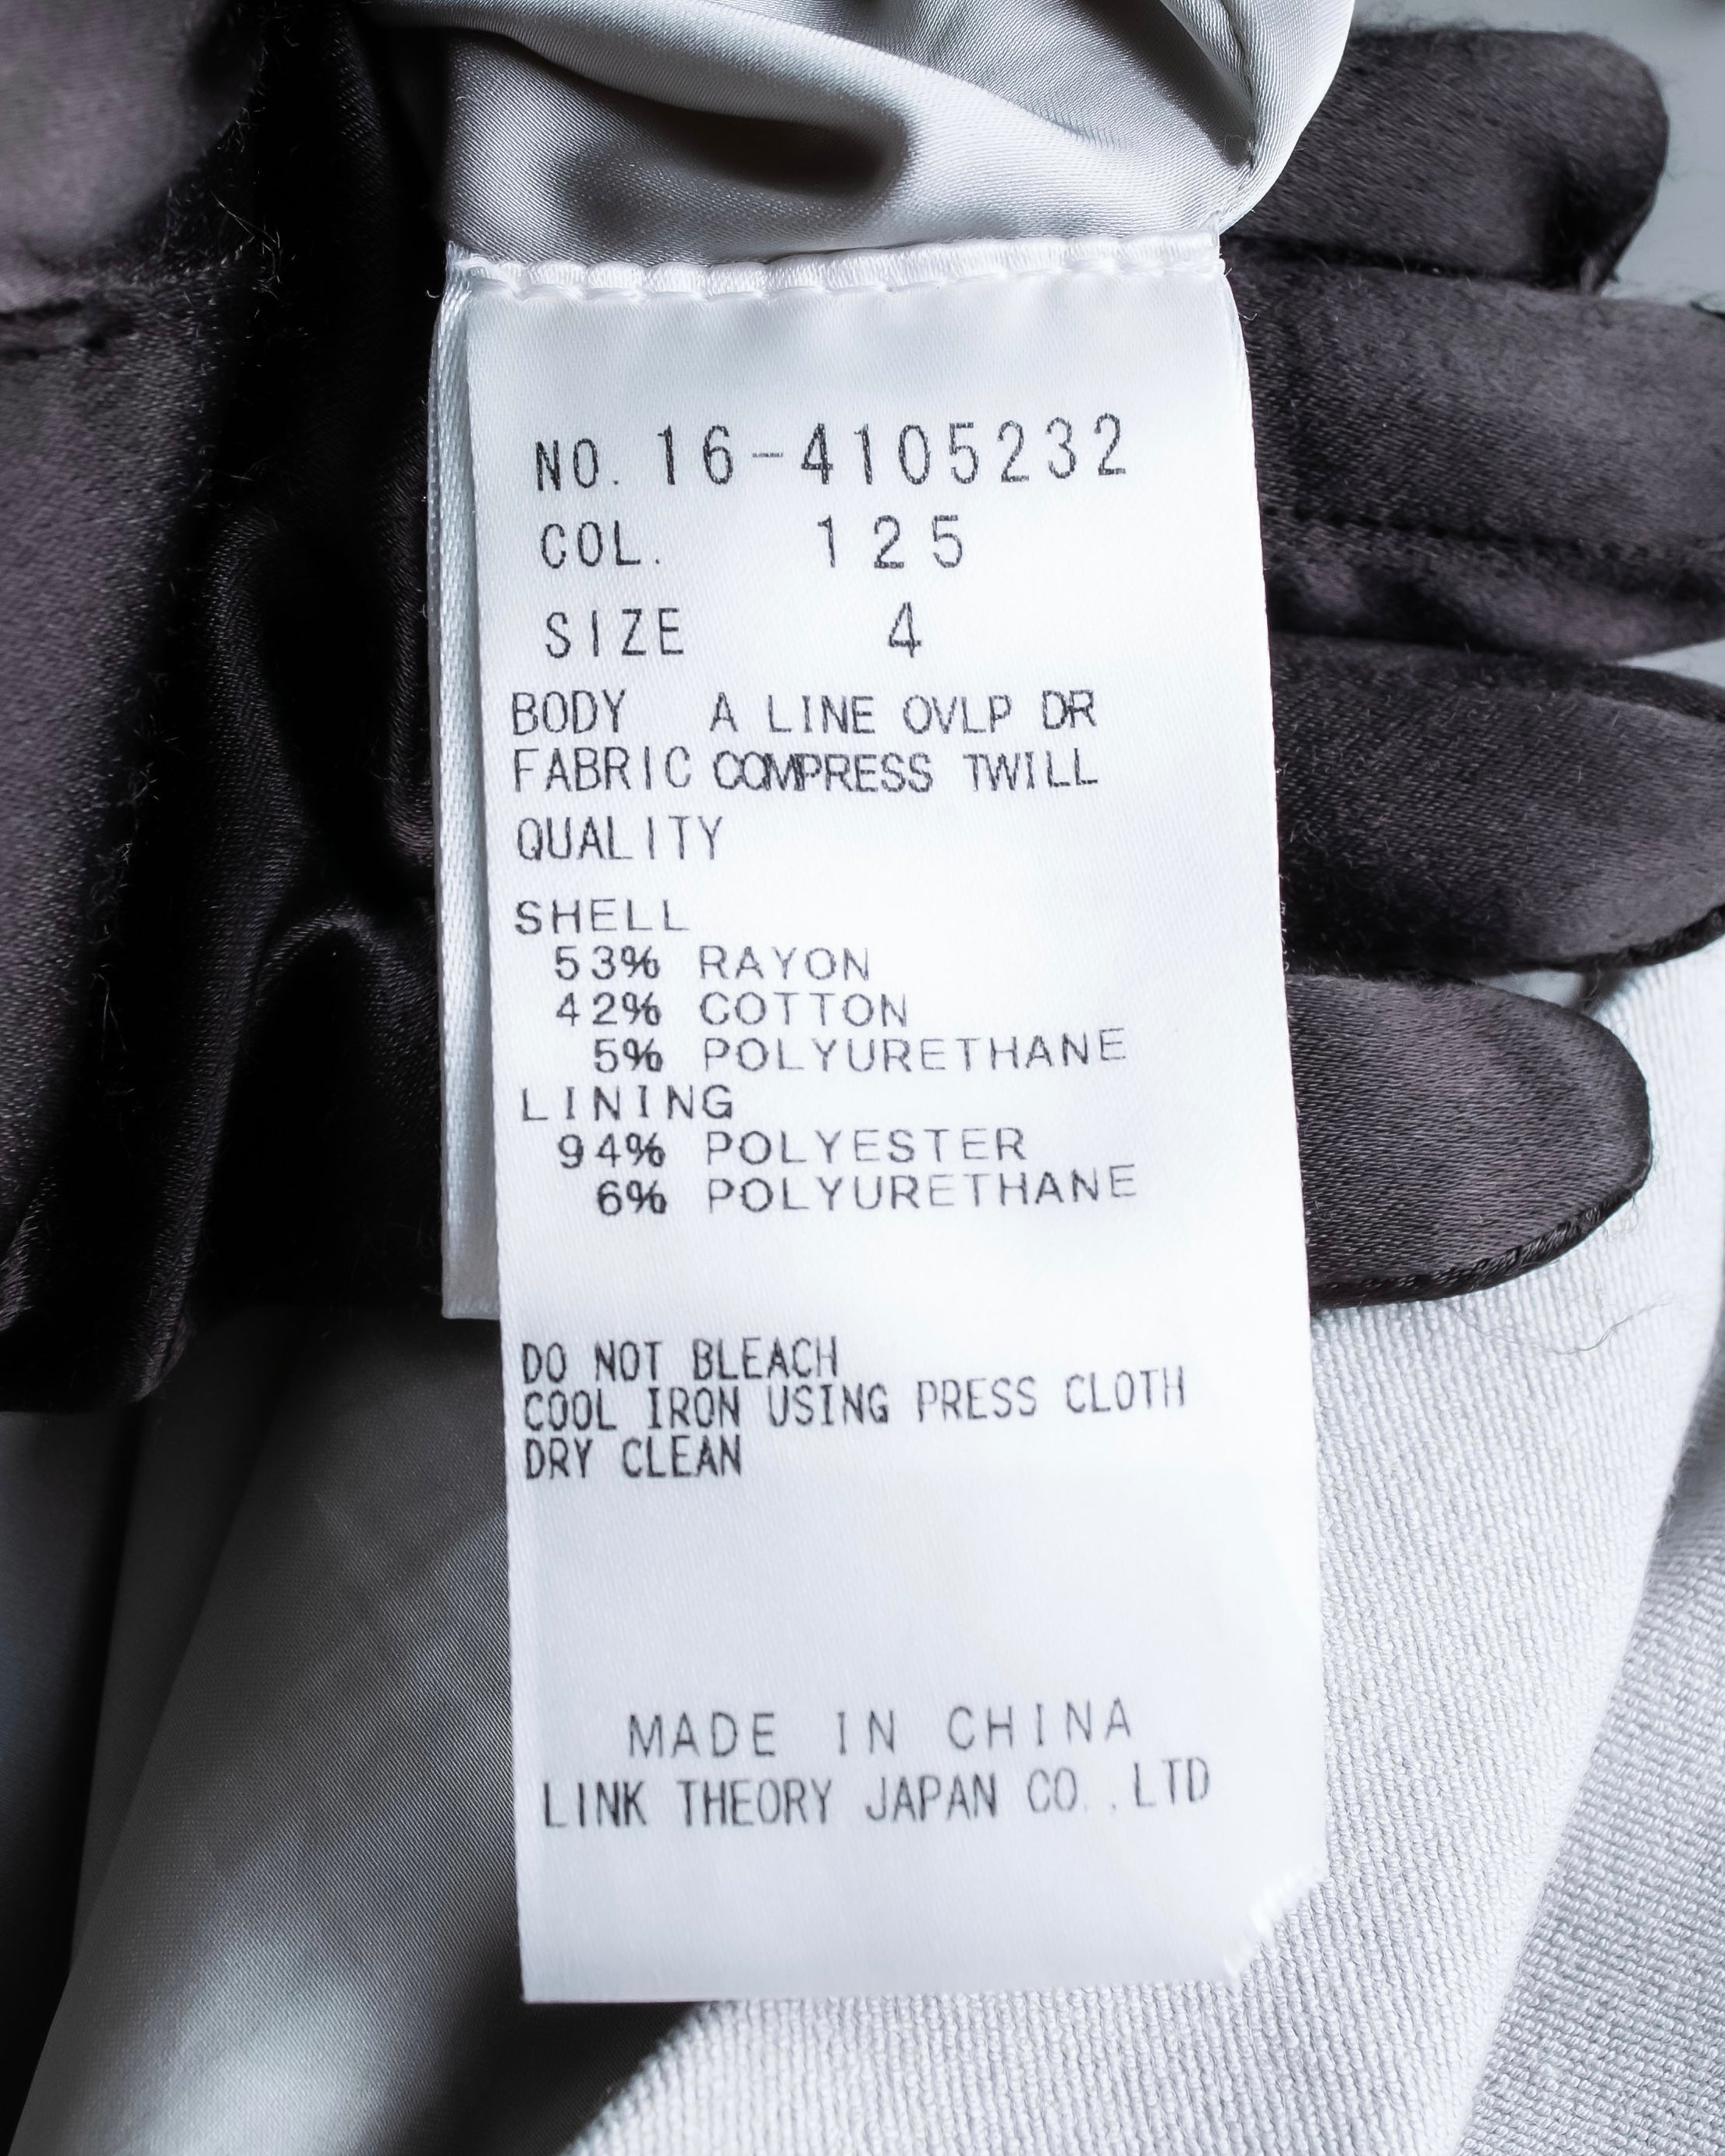 NO. 16-4105232
COL. 125
SIZE 4
BODY A LINE OVLP DR
FABRIC COMPRESS TWILL
QUALITY
SHELL
53% RAYON
42% COTTON
5% POLYURETHANE
LINING
94% POLYESTER
6% POLYURETHANE
DO NOT BLEACH
COOL IRON USING PRESS CLOTH
DRY CLEAN
MADE IN CHINA
LINK THEORY JAPAN CO.,LTD